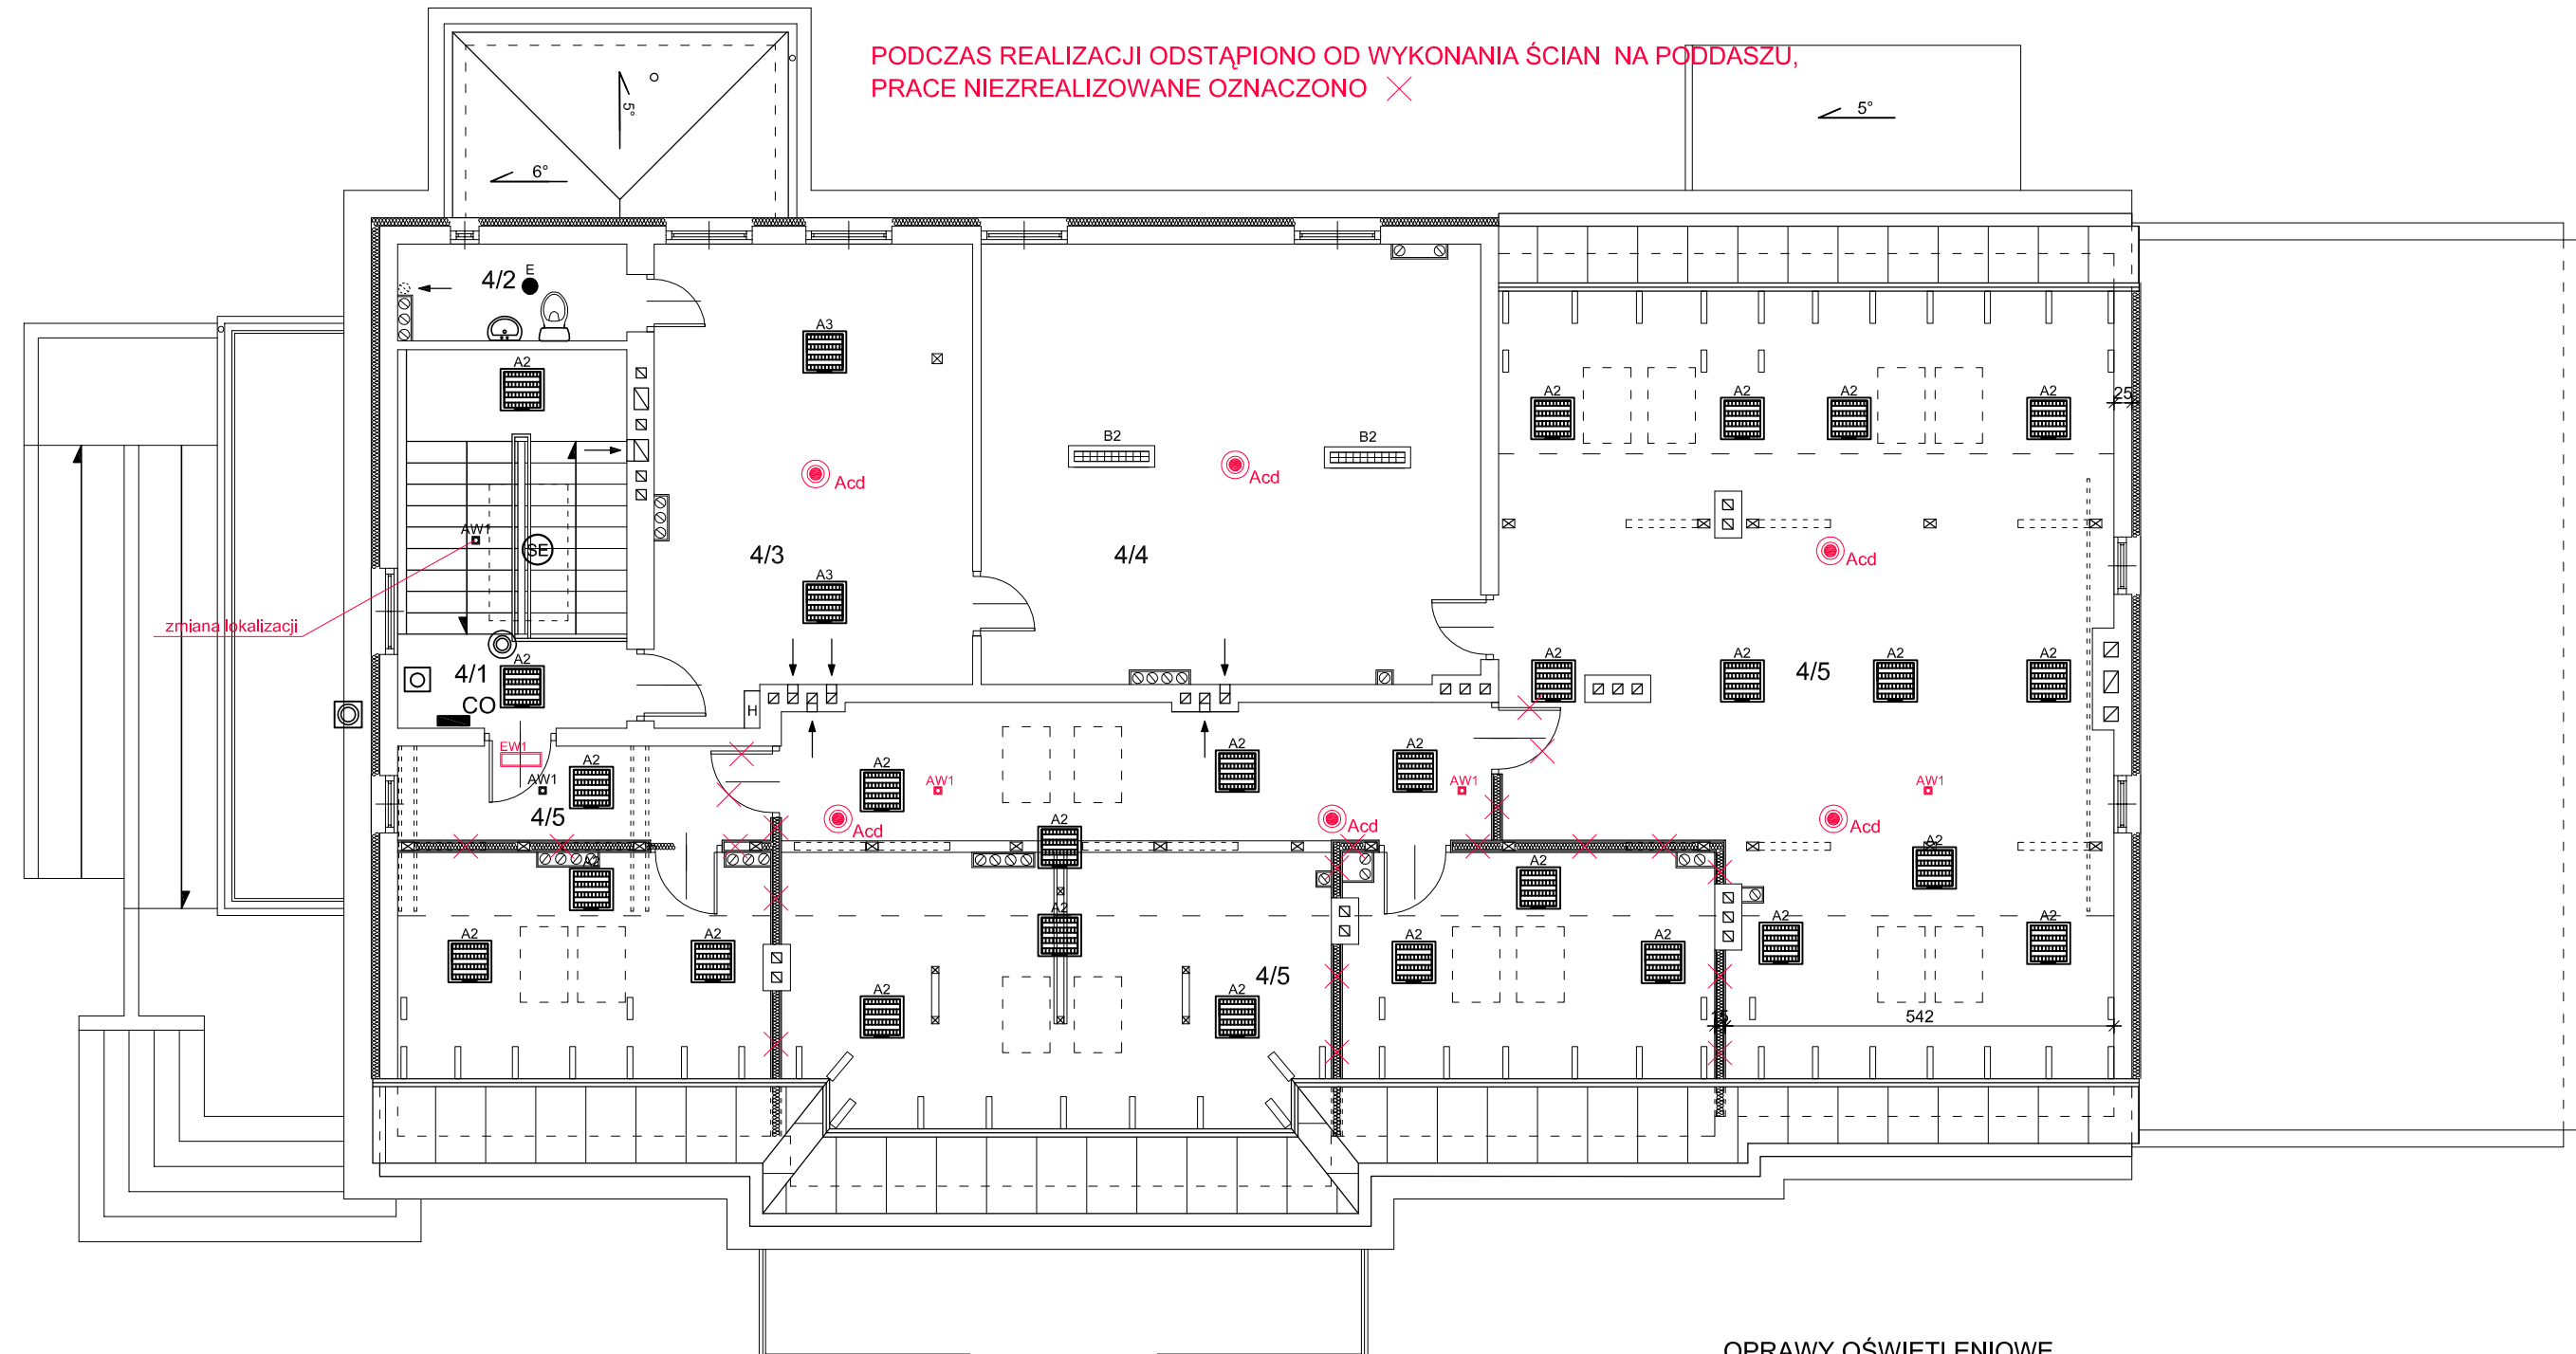 PODCZAS REALIZACJI ODSTĄPIONO OD WYKONANIA ŚCIAN NA PODDASZU,
PRACE NIEZREALIZOWANE OZNACZONO
5°
5°
6°
4/2
E
A3
A2
A2
A2
A2
A2
25
B2
B2
Acd
Acd
AW1
SE
4/3
4/4
Acd
A3
zmiana lokalizacji
4/1
A2
CO
A2
A2
4/5
A2
A2
H
EW1
A2
AW1
A2
AW1
A2
A2
AW1
AW1
4/5
Acd
Acd
Acd
A2
A2
A2
A2
A2
A2
A2
A2
A2
A2
A2
A2
A2
4/5
A2
542
OPRAWY OŚWIETLENIOWE